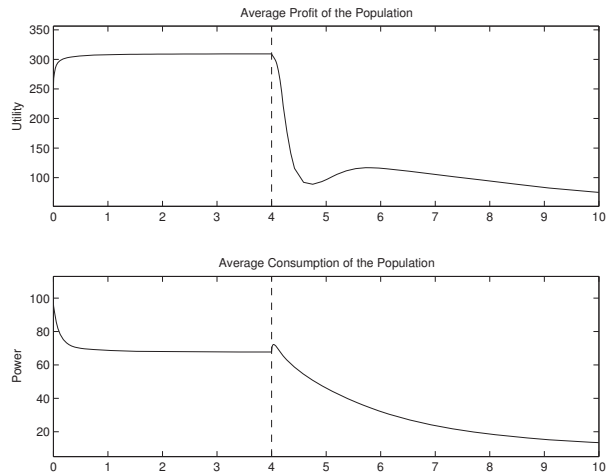 Average Profit of the Population
350
300
250
200
150
100
Utility
0 1 2 3 4 5 6 7 8 9 10
Average Consumption of the Population
100
80
60
40
20
Power
0 1 2 3 4 5 6 7 8 9 10